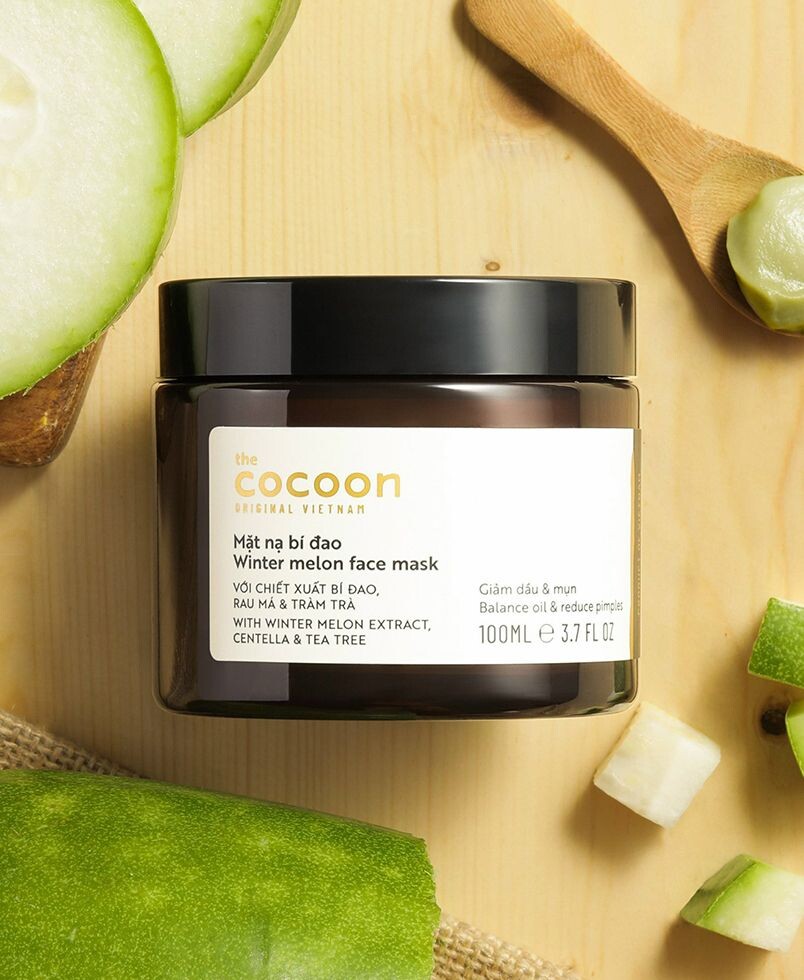 the
cocoon
ORIGINAL VIETNAM
Mặt nạ bí đao
Winter melon face mask
VỚI CHIẾT XUẤT BÍ ĐAO,
RAU MÁ & TRÀM TRÀ
WITH WINTER MELON EXTRACT,
CENTELLA & TEA TREE
Giảm dầu & mụn
Balance oil & reduce pimples
100ML ℮ 3.7 FL OZ